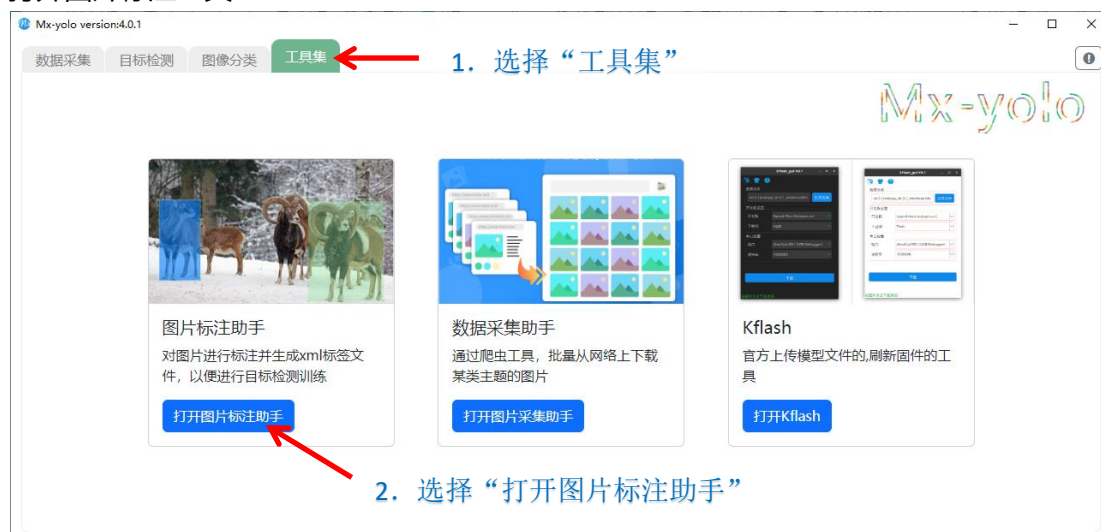 Mx-yolo version:4.0.1
数据采集 目标检测 图像分类 工具集
1. 选择“工具集”
Mx-yolo
图片标注助手
对图片进行标注并生成xml标签文
件，以便进行目标检测训练
打开图片标注助手
数据采集助手
通过爬虫工具，批量从网络上下载
某类主题的图片
打开图片采集助手
Kflash
官方上传模型文件的,刷新固件的工
具
打开Kflash
2. 选择“打开图片标注助手”